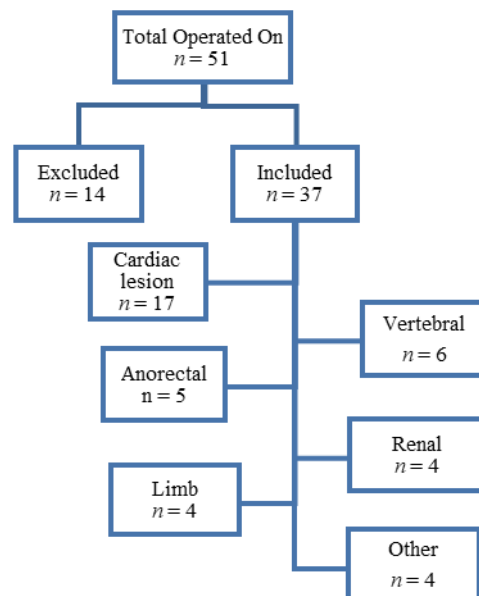 Total Operated On
n = 51
Excluded
n = 14
Included
n = 37
Cardiac
lesion
n = 17
Vertebral
n = 6
Anorectal
n = 5
Renal
n = 4
Limb
n = 4
Other
n = 4